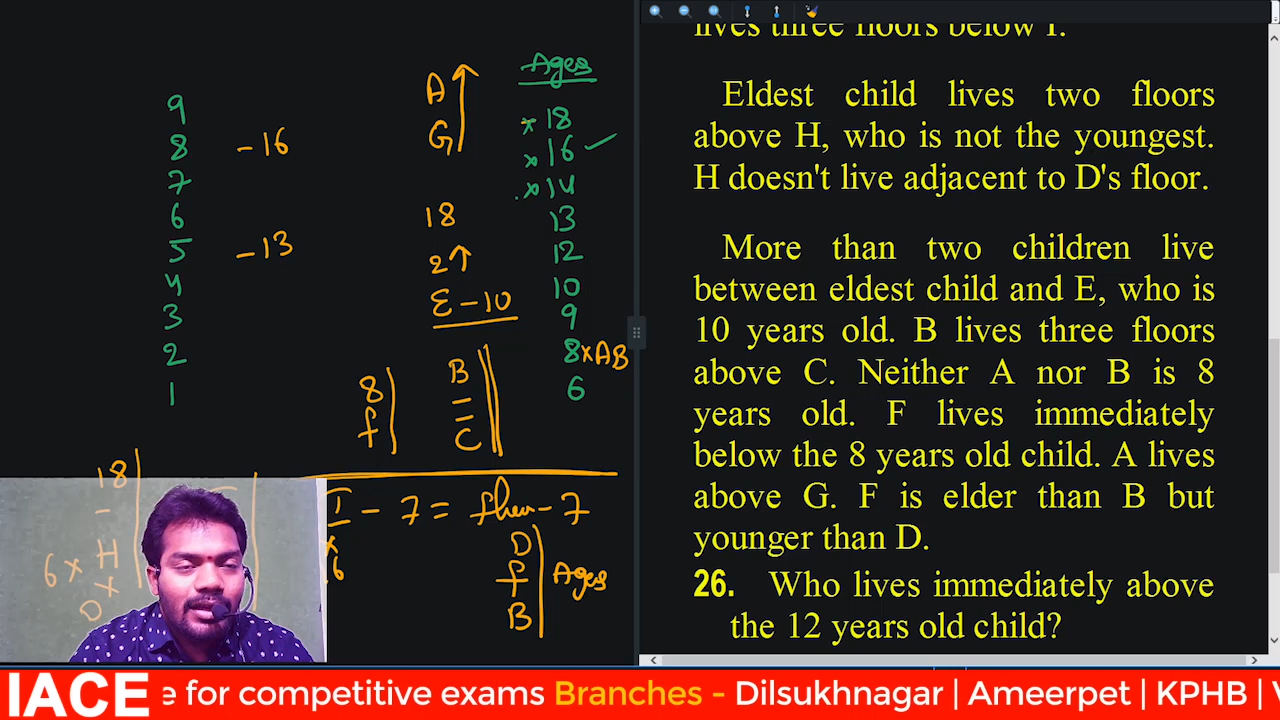 lives three floors below I.
Eldest child lives two floors
above H, who is not the youngest.
H doesn't live adjacent to D's floor.
More than two children live
between eldest child and E, who is
10 years old. B lives three floors
above C. Neither A nor B is 8
years old. F lives immediately
below the 8 years old child. A lives
above G. F is elder than B but
younger than D.
26. Who lives immediately above
the 12 years old child?
9
8 - 16
7
6
5 - 13
4
3
2
1
A
G
18
2↑
E - 10
8
f
B
-
-
C
Ages
× 18
× 16 ✓
× 14
13
12
10
9
8 × AB
6
18
-
6 × H
×
D
I - 7 = fhen - 7
×
D
f
B
Ages
IACE
e for competitive exams Branches - Dilsukhnagar | Ameerpet | KPHB |